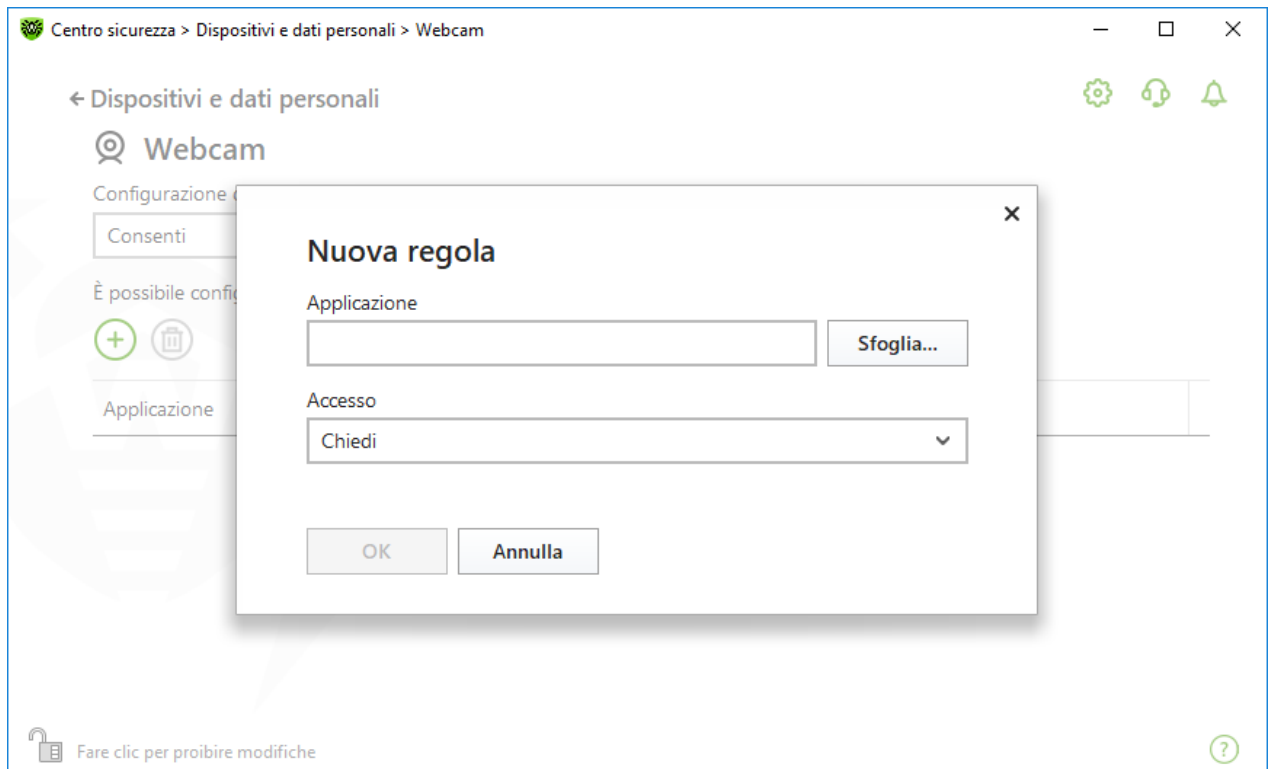 Centro sicurezza > Dispositivi e dati personali > Webcam
Dispositivi e dati personali
Webcam
Configurazione
Consenti
È possibile
Applicazione
Nuova regola
Applicazione
Sfoglia...
Accesso
Chiedi
OK
Annulla
Fare clic per proibire modifiche
?